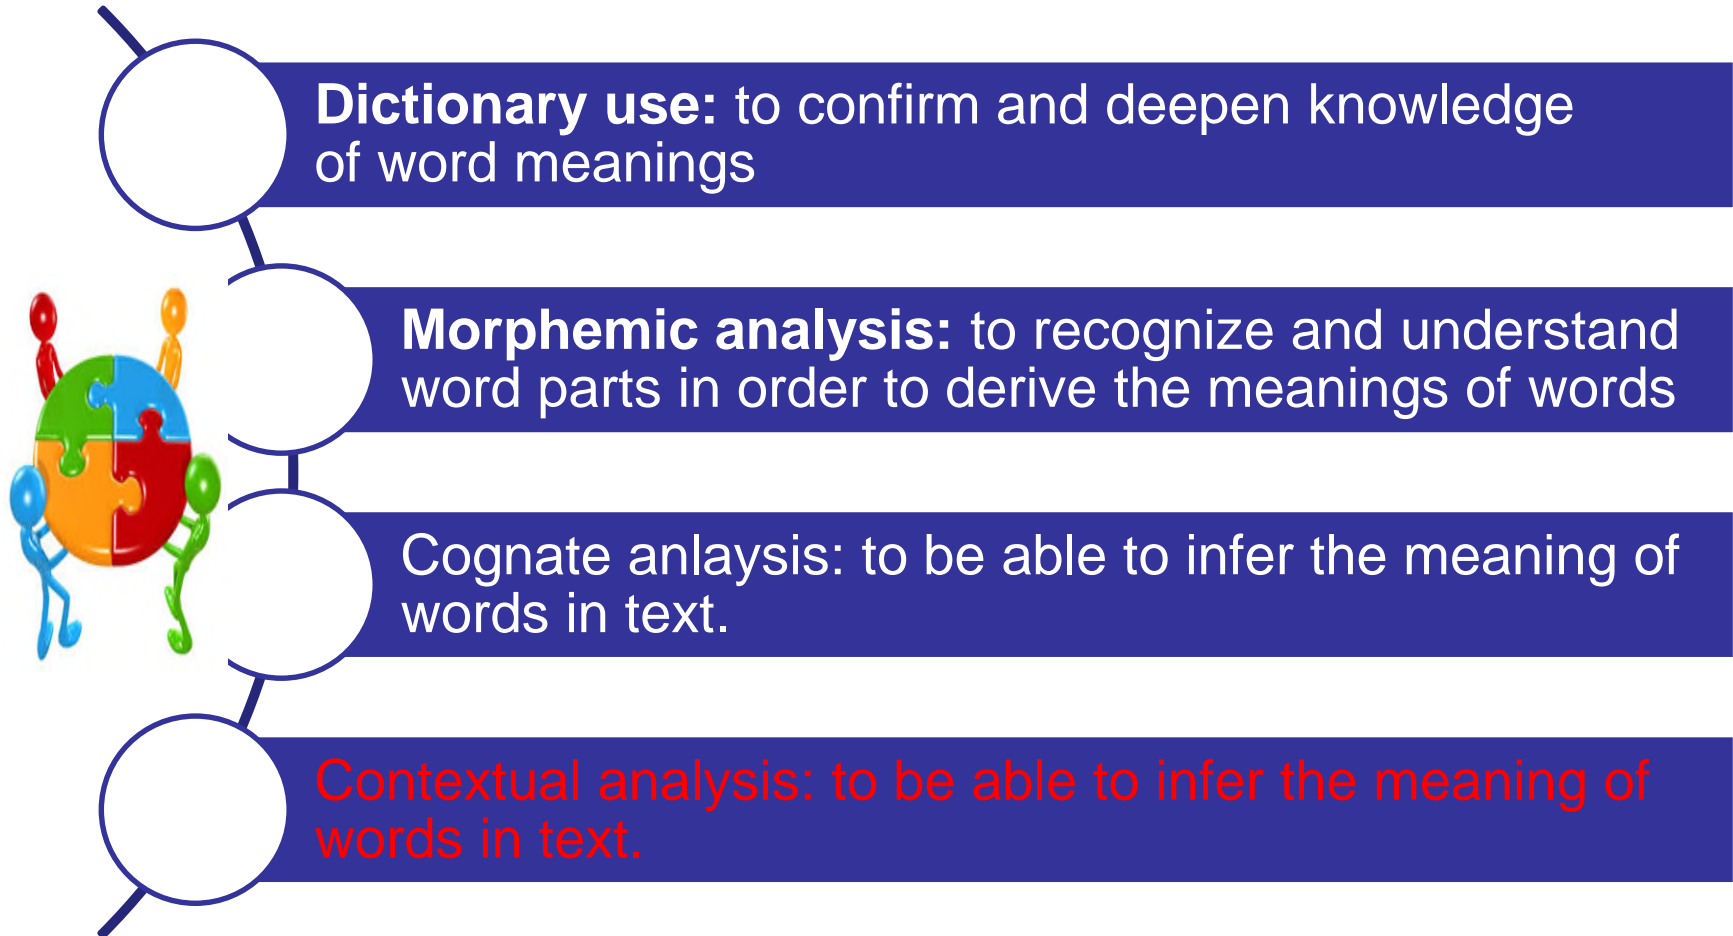 Dictionary use: to confirm and deepen knowledge
of word meanings
Morphemic analysis: to recognize and understand
word parts in order to derive the meanings of words
Cognate anlaysis: to be able to infer the meaning of
words in text.
Contextual analysis: to be able to infer the meaning of
words in text.